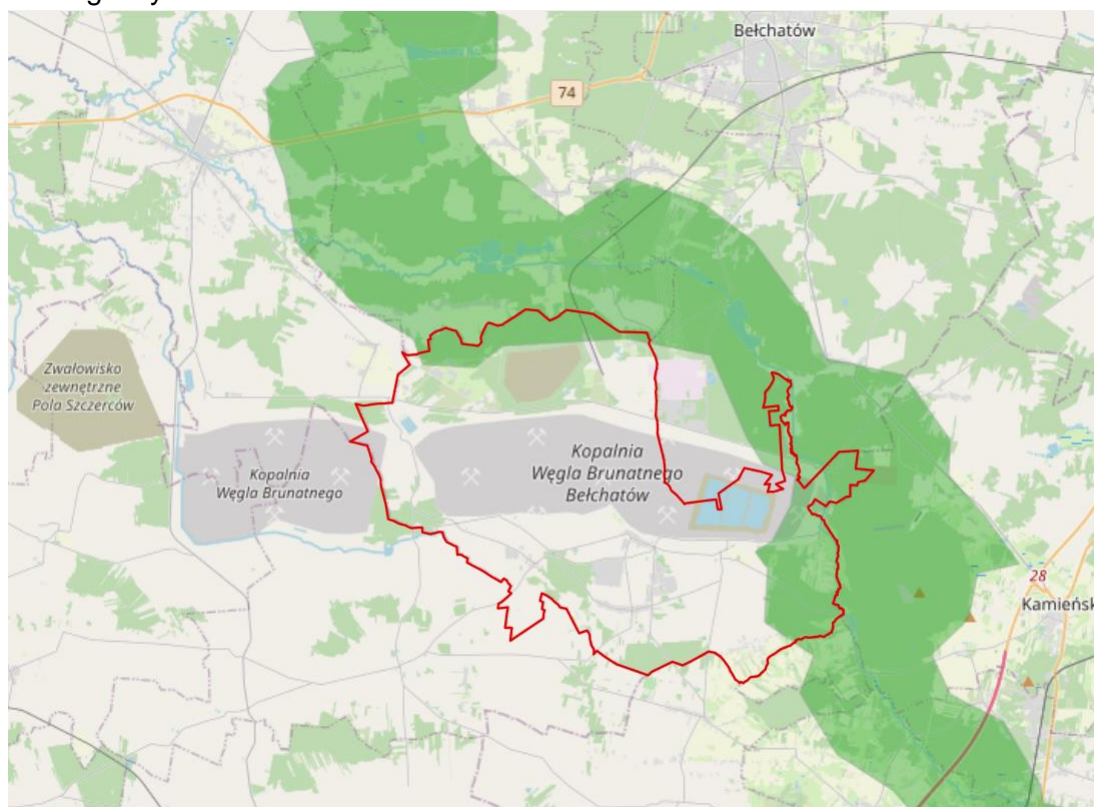 Bełchatów
74
Zwałowisko
zewnętrzne
Pola Szczerców
Kopalnia
Węgla Brunatnego
Kopalnia
Węgla Brunatnego
Bełchatów
28
Kamieńsk